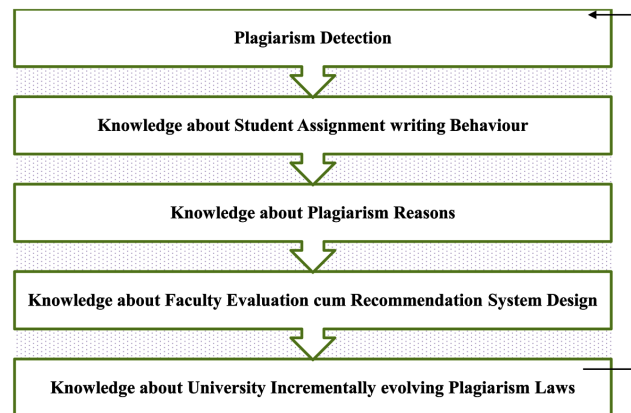 Plagiarism Detection
Knowledge about Student Assignment writing Behaviour
Knowledge about Plagiarism Reasons
Knowledge about Faculty Evaluation cum Recommendation System Design
Knowledge about University Incrementally evolving Plagiarism Laws